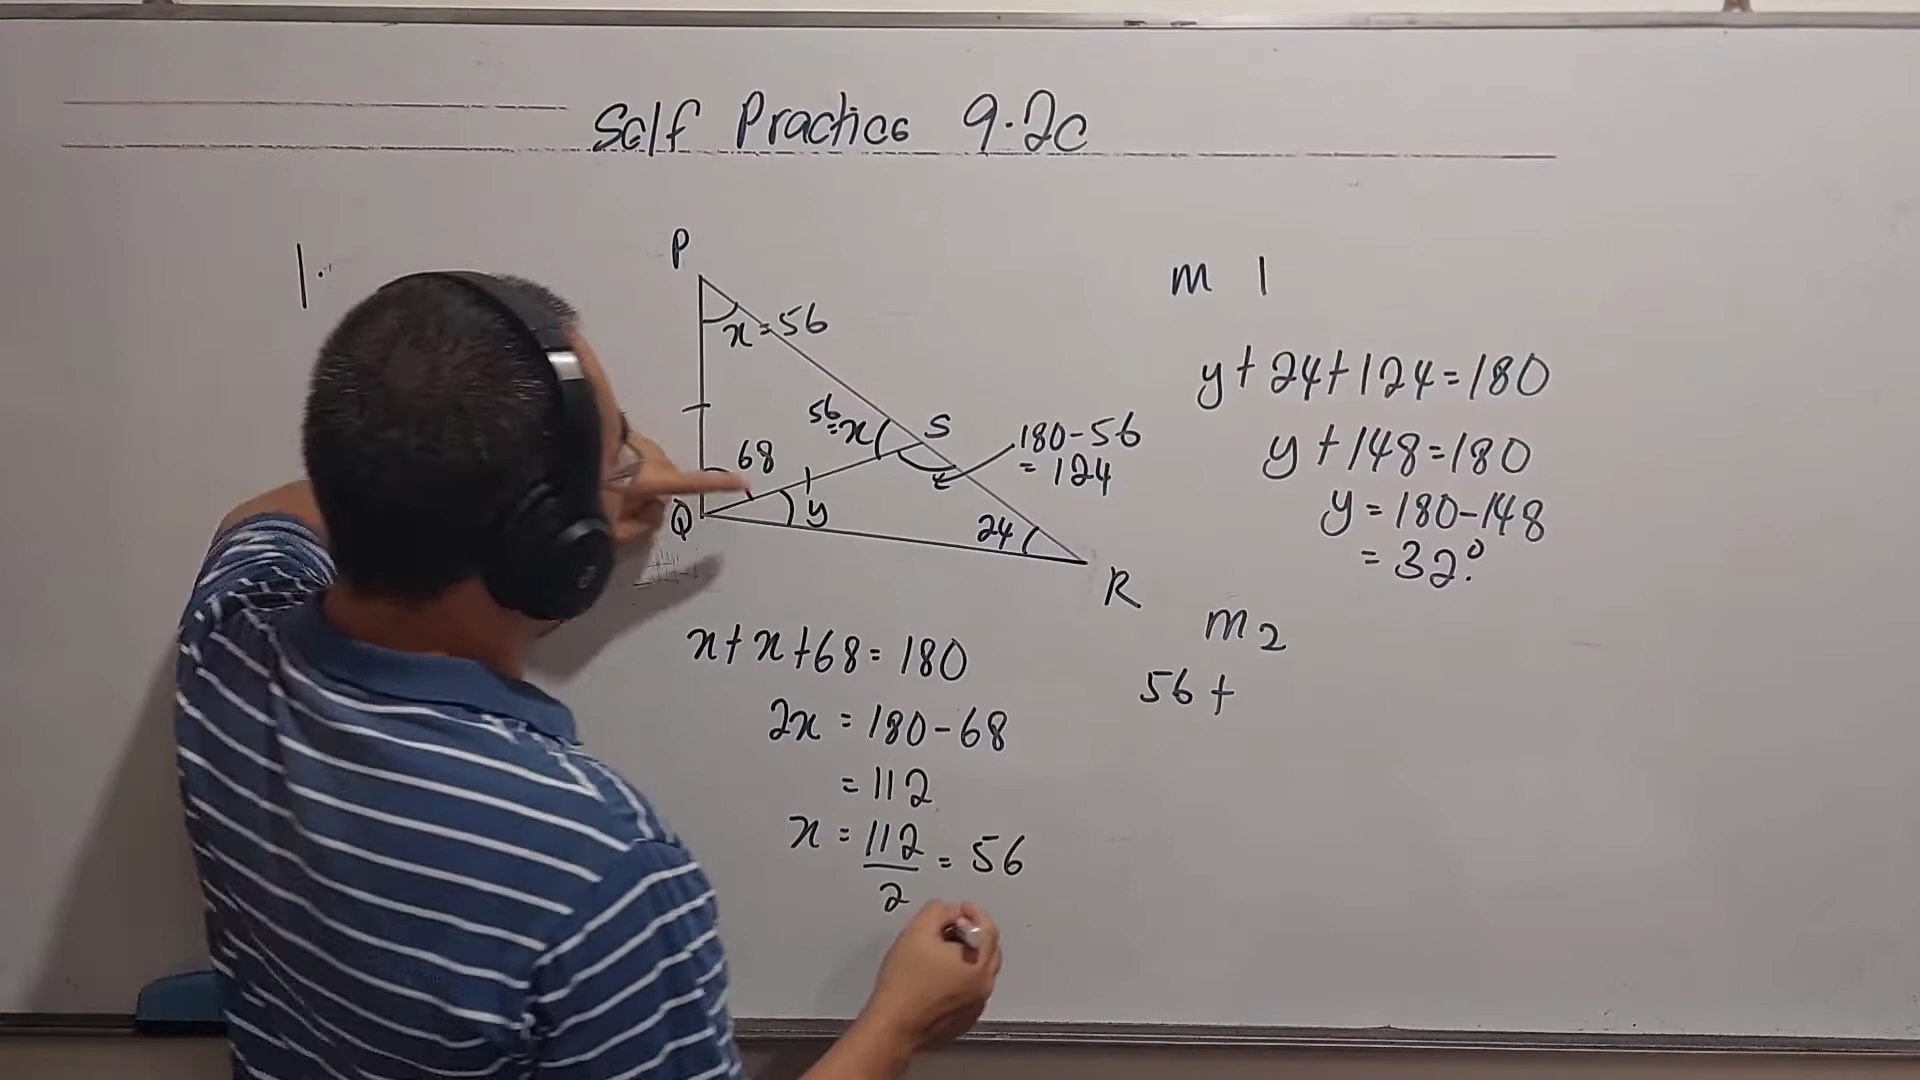 Self Practice 9.2c
1.
P
x = 56
56 = x
S
180-56
= 124
68
Q
y
24
R
x + x + 68 = 180
2x = 180 - 68
= 112
x = 112/2 = 56
m 1
y + 24 + 124 = 180
y + 148 = 180
y = 180 - 148
= 32°.
m 2
56 +